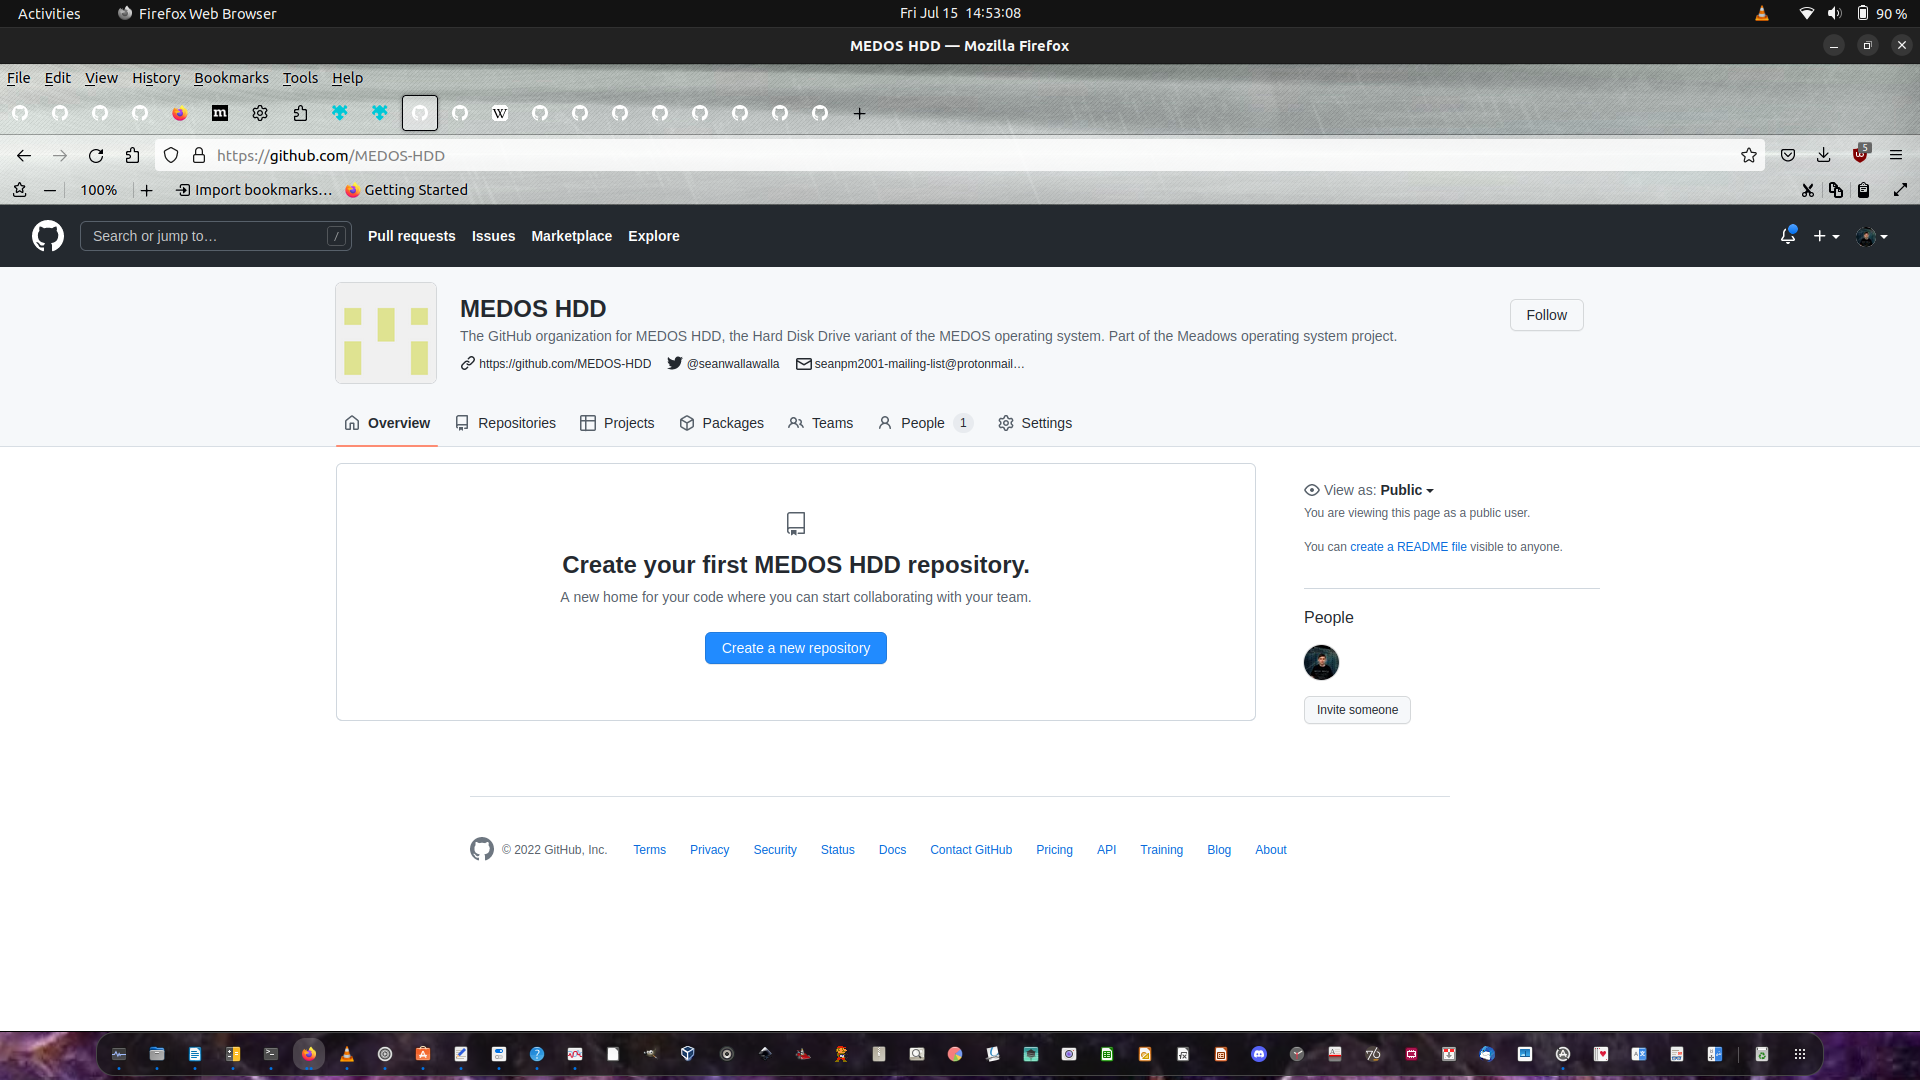 Activities
Firefox Web Browser
Fri Jul 15 14:53:08
90 %
MEDOS HDD — Mozilla Firefox
File Edit View History Bookmarks Tools Help
https://github.com/MEDOS-HDD
5
100%
Import bookmarks…
Getting Started
Search or jump to…
/
Pull requests
Issues
Marketplace
Explore
MEDOS HDD
Follow
The GitHub organization for MEDOS HDD, the Hard Disk Drive variant of the MEDOS operating system. Part of the Meadows operating system project.
https://github.com/MEDOS-HDD
@seanwallawalla
seanpm2001-mailing-list@protonmail…
Overview
Repositories
Projects
Packages
Teams
People 1
Settings
Create your first MEDOS HDD repository.
A new home for your code where you can start collaborating with your team.
Create a new repository
View as: Public
You are viewing this page as a public user.
You can create a README file visible to anyone.
People
Invite someone
© 2022 GitHub, Inc.
Terms
Privacy
Security
Status
Docs
Contact GitHub
Pricing
API
Training
Blog
About